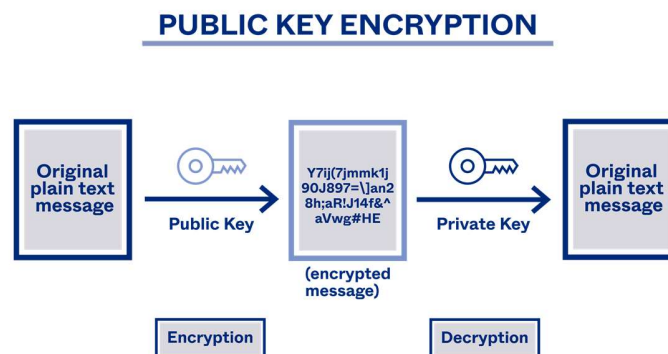 PUBLIC KEY ENCRYPTION
Original
plain text
message
Public Key
Y7ij(7jmmk1j
90J897=\]an2
8h;aR!J14f&^
aVwg#HE
(encrypted
message)
Private Key
Original
plain text
message
Encryption
Decryption